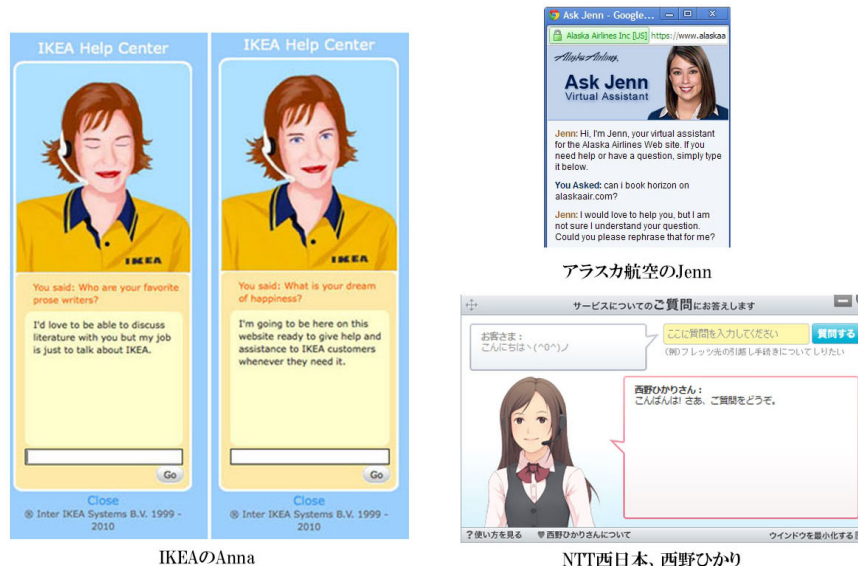 IKEA Help Center
You said: Who are your favorite
prose writers?
I'd love to be able to discuss
literature with you but my job
is just to talk about IKEA.
Go
Close
® Inter IKEA Systems B.V. 1999 -
2010
IKEA Help Center
IKEA
You said: What is your dream
of happiness?
I'm going to be here on this
website ready to give help and
assistance to IKEA customers
whenever they need it.
Go
Close
® Inter IKEA Systems B.V. 1999 -
2010
IKEAのAnna
Ask Jenn - Google...
Alaska Airlines Inc [US] https://www.alaskaa
Alaska Airlines.
Ask Jenn
Virtual Assistant
Jenn: Hi, I'm Jenn, your virtual assistant
for the Alaska Airlines Web site. If you
need help or have a question, simply type
it below.
You Asked: can i book horizon on
alaskaair.com?
Jenn: I would love to help you, but I am
not sure I understand your question.
Could you please rephrase that for me?
アラスカ航空のJenn
サービスについてのご質問にお答えします
お客さま：
こんにちはヽ(^0^)ノ
ここに質問を入力してください
質問する
(例)フレッツ光の引越し手続きについてしりたい
西野ひかりさん：
こんばんは! さあ、ご質問をどうぞ。
?使い方を見る
♥西野ひかりさんについて
ウインドウを最小化する
NTT西日本、西野ひかり